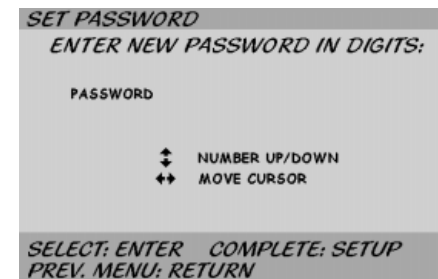 SET PASSWORD
ENTER NEW PASSWORD IN DIGITS:
PASSWORD
NUMBER UP/DOWN
MOVE CURSOR
SELECT: ENTER COMPLETE: SETUP
PREV. MENU: RETURN